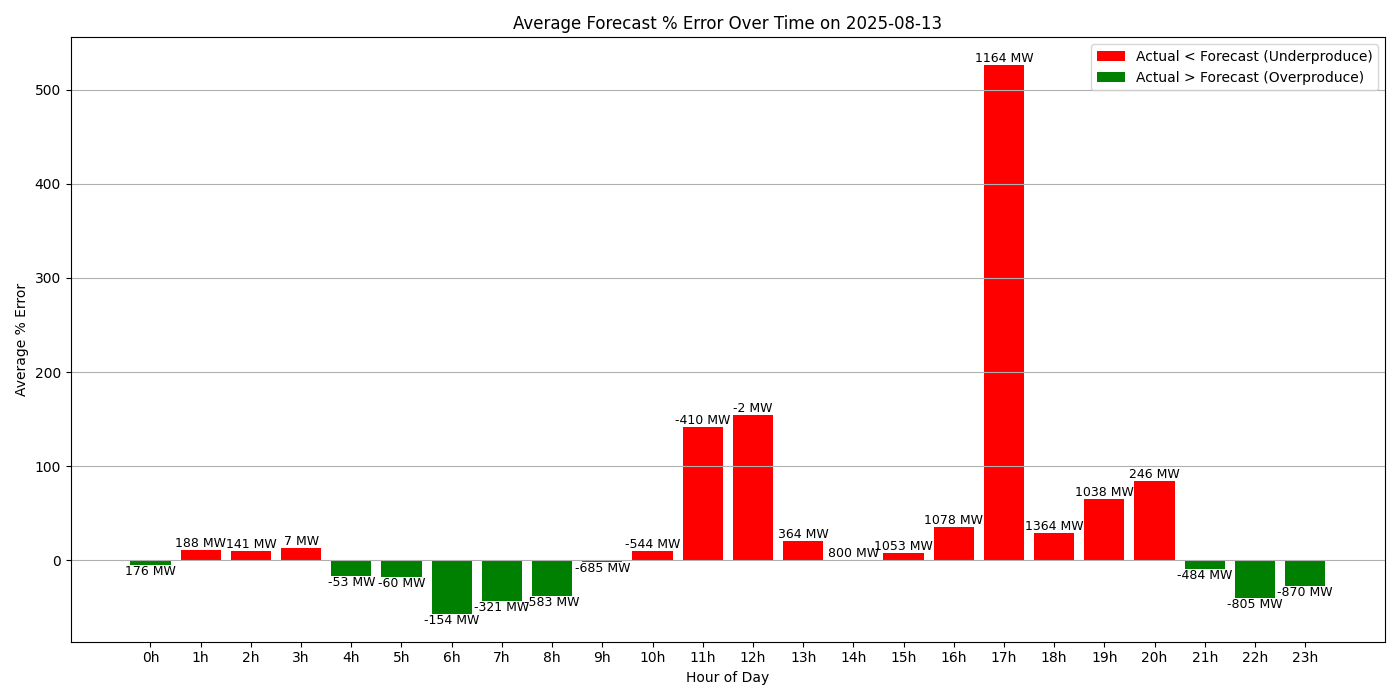 Average Forecast % Error Over Time on 2025-08-13
Actual < Forecast (Underproduce)
Actual > Forecast (Overproduce)
Average % Error
500
400
300
200
100
0
176 MW
188 MW
141 MW
7 MW
-53 MW
-60 MW
-154 MW
-321 MW
-583 MW
-685 MW
-544 MW
-410 MW
-2 MW
364 MW
800 MW
1053 MW
1078 MW
1164 MW
1364 MW
1038 MW
246 MW
-484 MW
-805 MW
-870 MW
0h 1h 2h 3h 4h 5h 6h 7h 8h 9h 10h 11h 12h 13h 14h 15h 16h 17h 18h 19h 20h 21h 22h 23h
Hour of Day